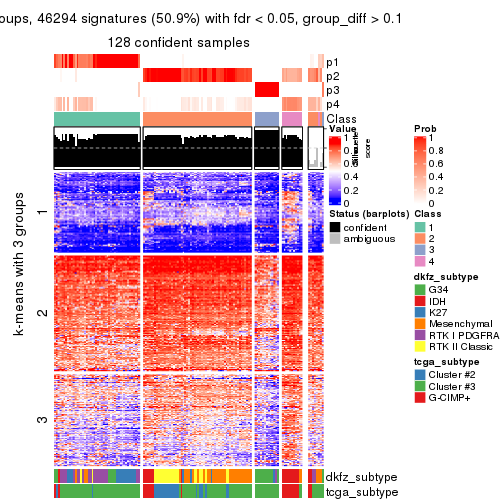 oups, 46294 signatures (50.9%) with fdr < 0.05, group_diff > 0.1
128 confident samples
p1
p2
p3
p4
Class
Silhouette
score
k-means with 3 groups
1
2
3
dkfz_subtype
tcga_subtype
Value
1
0.8
0.6
0.4
0.2
0
Status (barplots)
confident
ambiguous
Prob
1
0.8
0.6
0.4
0.2
0
Class
1
2
3
4
dkfz_subtype
G34
IDH
K27
Mesenchymal
RTK I PDGFRA
RTK II Classic
tcga_subtype
Cluster #2
Cluster #3
G-CIMP+